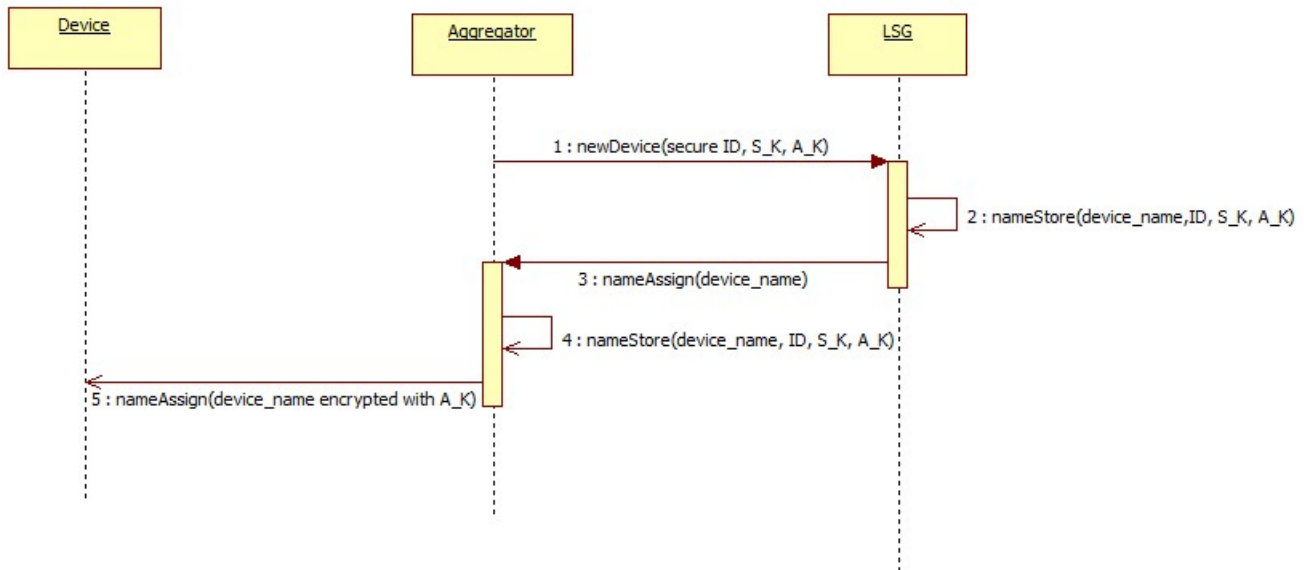 Device
Aggregator
LSG
1 : newDevice(secure ID, S_K, A_K)
2 : nameStore(device_name,ID, S_K, A_K)
3 : nameAssign(device_name)
4 : nameStore(device_name, ID, S_K, A_K)
5 : nameAssign(device_name encrypted with A_K)